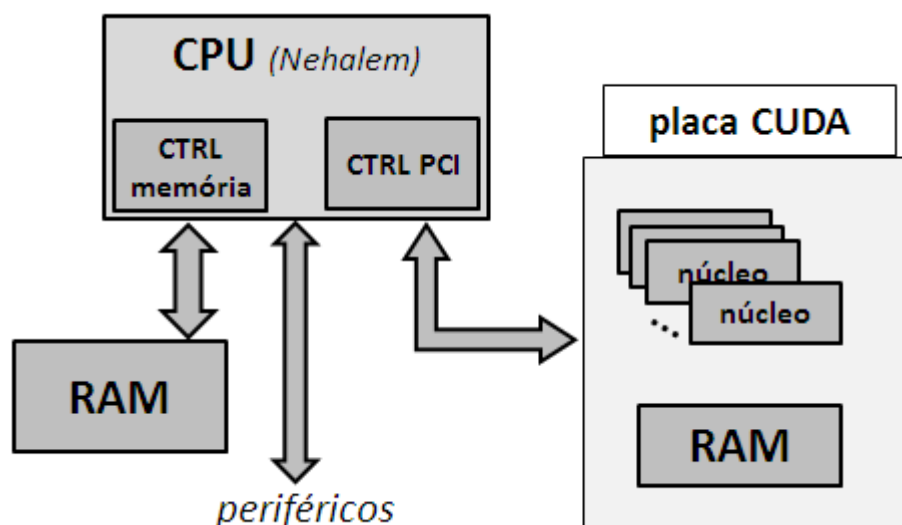 CPU (Nehalem)
CTRL
memória
CTRL PCI
RAM
periféricos
placa CUDA
núcleo
núcleo
RAM